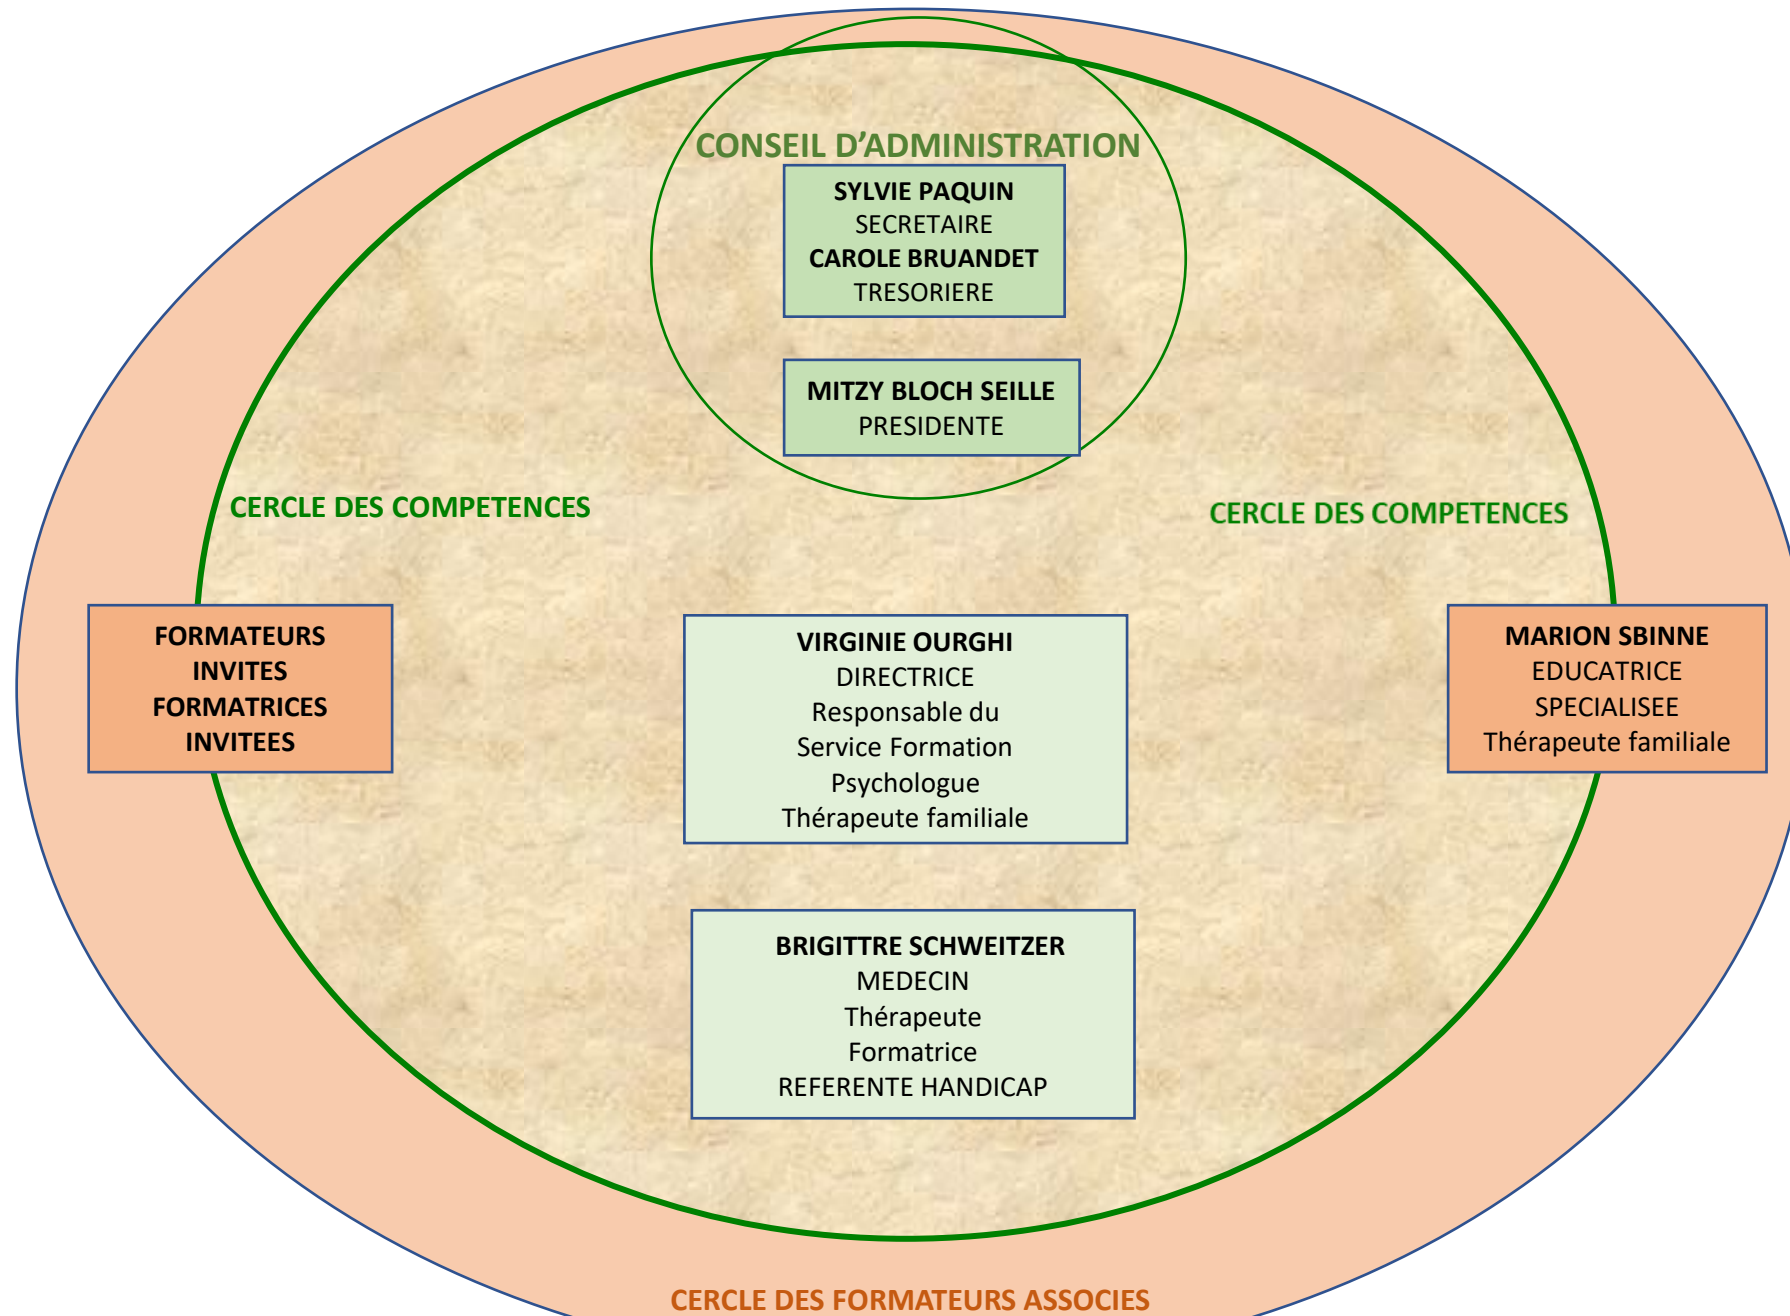 CONSEIL D’ADMINISTRATION
SYLVIE PAQUIN
SECRETAIRE
CAROLE BRUANDET
TRESORIERE
MITZY BLOCH SEILLE
PRESIDENTE
CERCLE DES COMPETENCES
CERCLE DES COMPETENCES
FORMATEURS
INVITES
FORMATRICES
INVITEES
VIRGINIE OURGHI
DIRECTRICE
Responsable du
Service Formation
Psychologue
Thérapeute familiale
MARION SBINNE
EDUCATRICE
SPECIALISEE
Thérapeute familiale
BRIGITTRE SCHWEITZER
MEDECIN
Thérapeute
Formatrice
REFERENTE HANDICAP
CERCLE DES FORMATEURS ASSOCIES